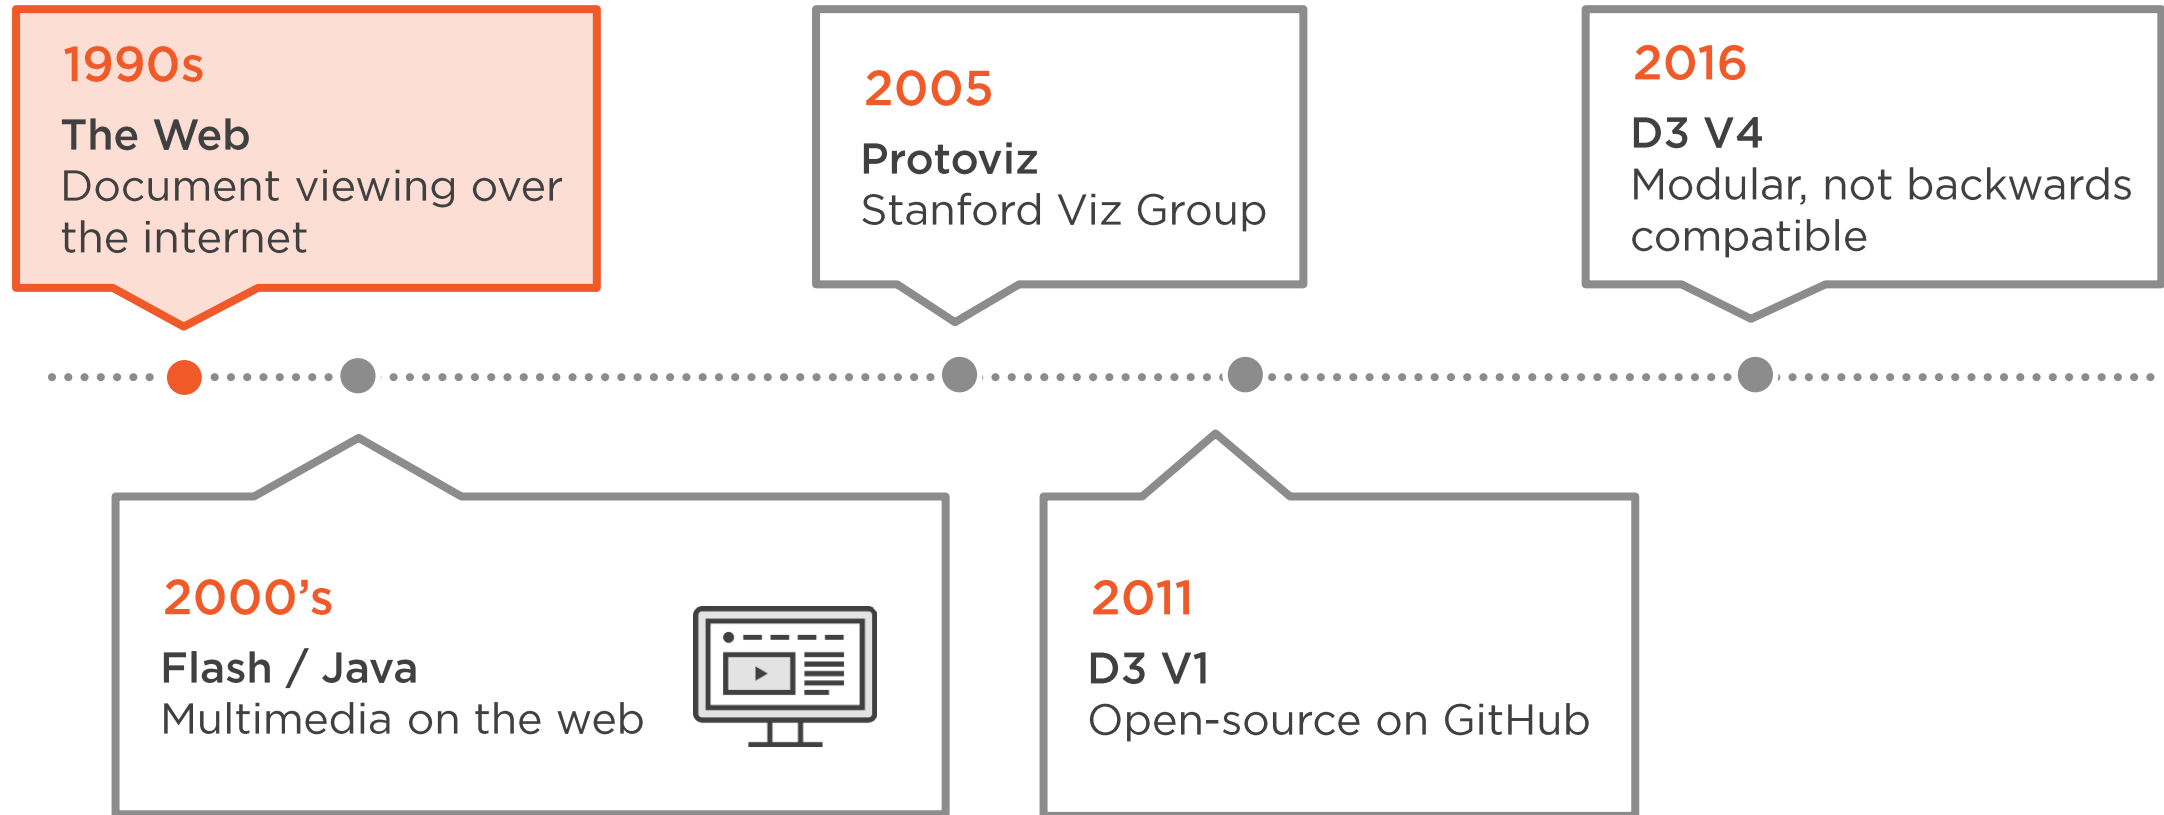 1990s
The Web
Document viewing over
the internet
2005
Protoviz
Stanford Viz Group
2016
D3 V4
Modular, not backwards
compatible
2000’s
Flash / Java
Multimedia on the web
2011
D3 V1
Open-source on GitHub